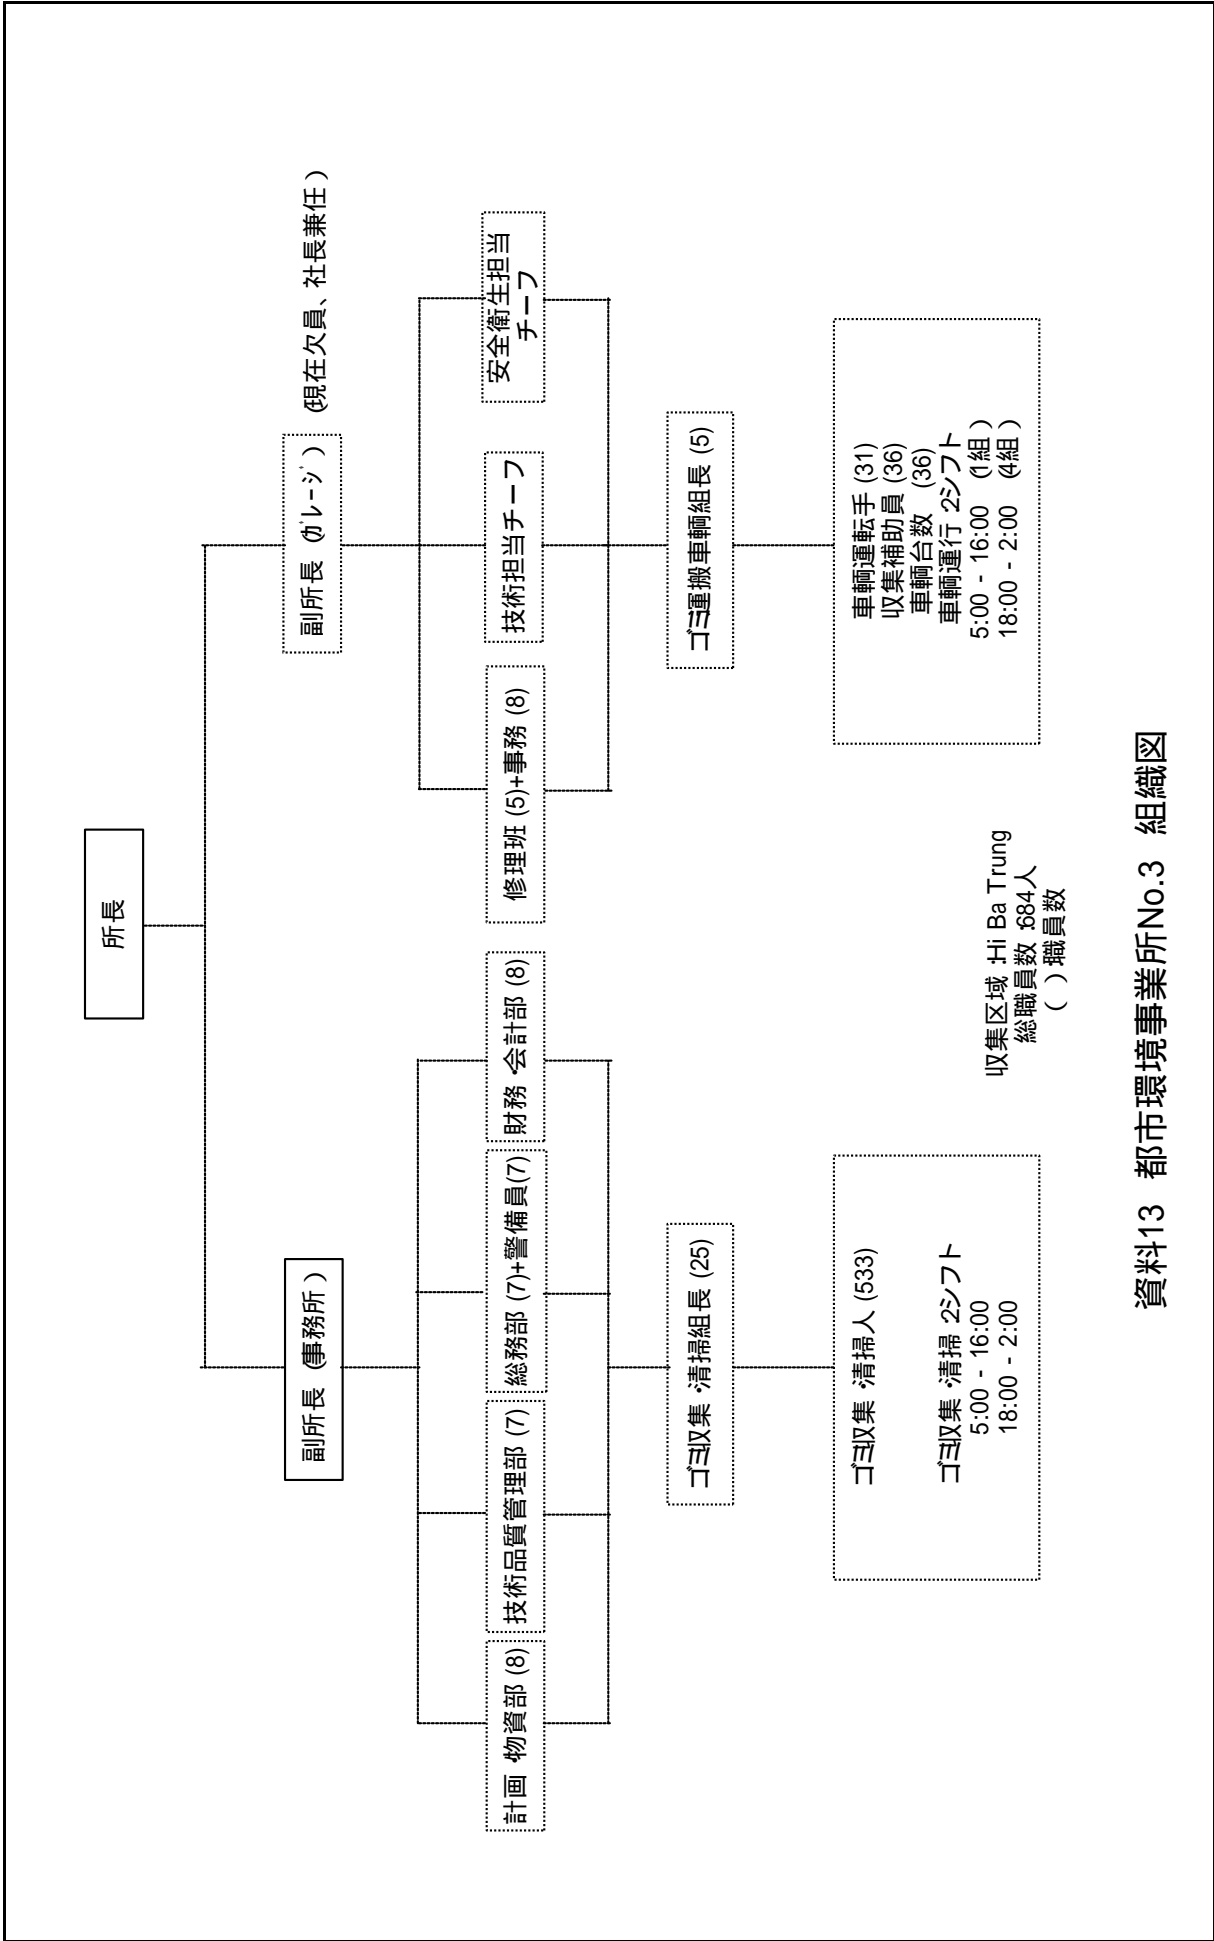 所長
副所長 (事務所)
副所長 (ｶﾞﾚｰｼﾞ)
(現在欠員、社長兼任)
計画・物資部 (8)
技術品質管理部 (7)
総務部 (7)+警備員(7)
財務・会計部 (8)
修理班 (5)+事務 (8)
技術担当チーフ
安全衛生担当
チーフ
ゴミ収集・清掃組長 (25)
ゴミ運搬車輌組長 (5)
ゴミ収集・清掃人 (533)
ゴミ収集・清掃:2シフト
5:00 - 16:00
18:00 - 2:00
車輌運転手 (31)
収集補助員 (36)
車輌台数 (36)
車輌運行:2シフト
5:00 - 16:00 (1組)
18:00 - 2:00 (4組)
収集区域:Hi Ba Trung
総職員数:684人
( ):職員数
資料13 都市環境事業所No.3 組織図